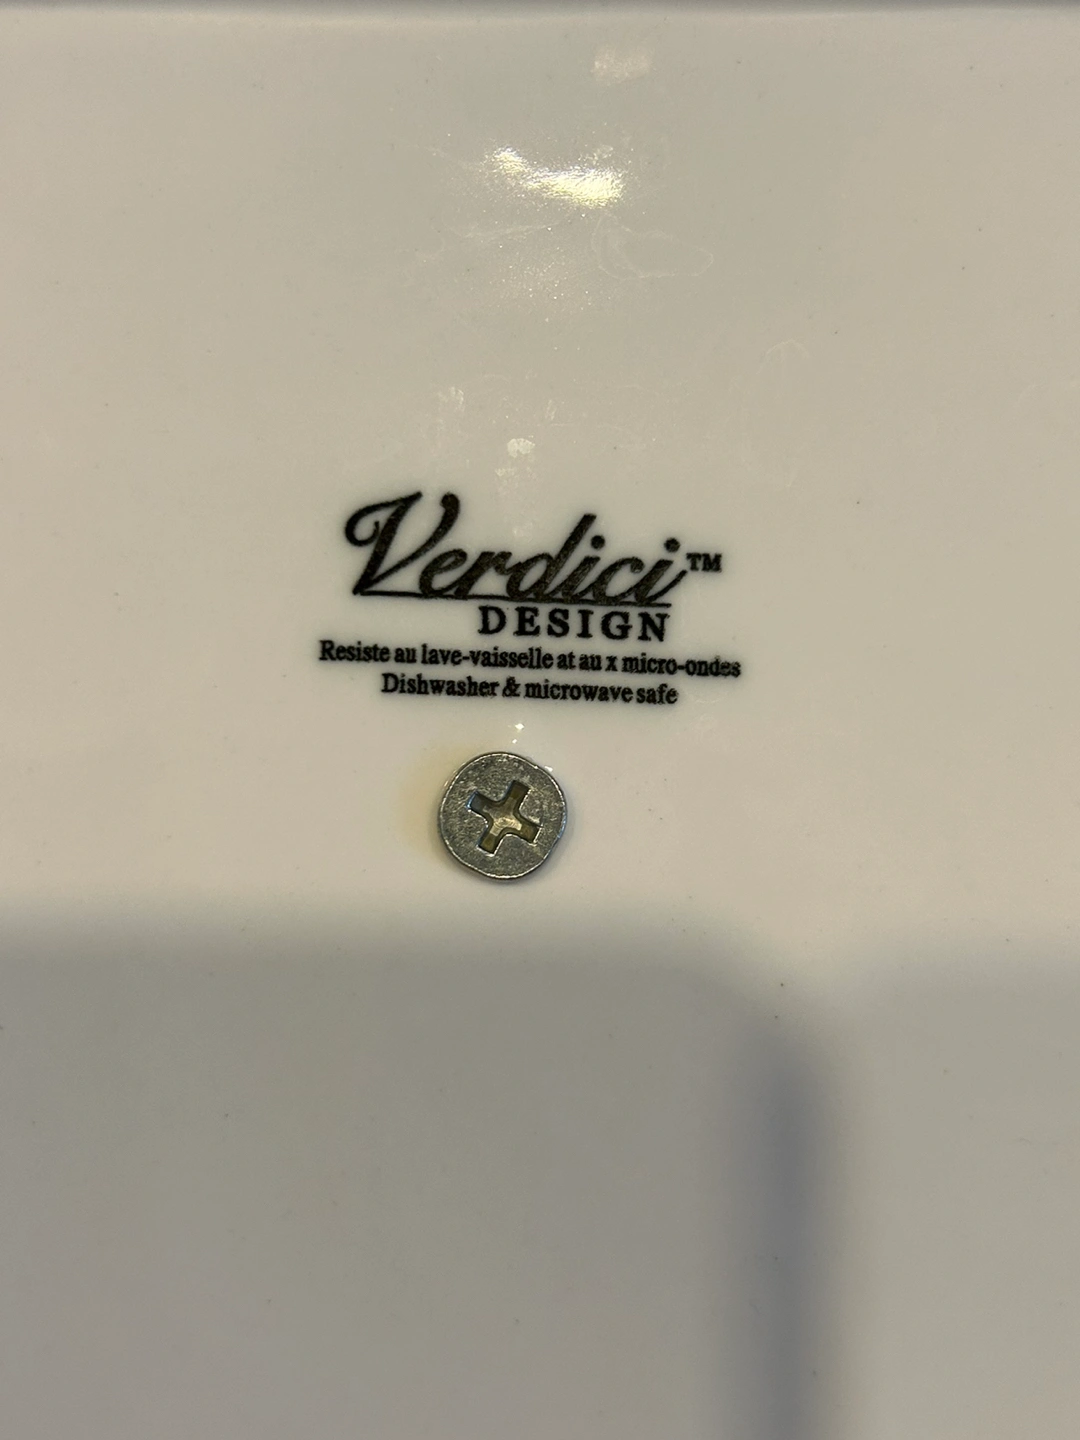 Verdici™
DESIGN
Resiste au lave-vaisselle at au x micro-ondes
Dishwasher & microwave safe